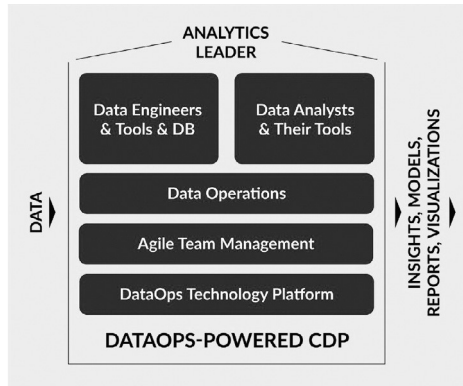 ANALYTICS
LEADER
Data Engineers
& Tools & DB
Data Analysts
& Their Tools
DATA
Data Operations
Agile Team Management
DataOps Technology Platform
DATAOPS-POWERED CDP
INSIGHTS, MODELS,
REPORTS, VISUALIZATIONS